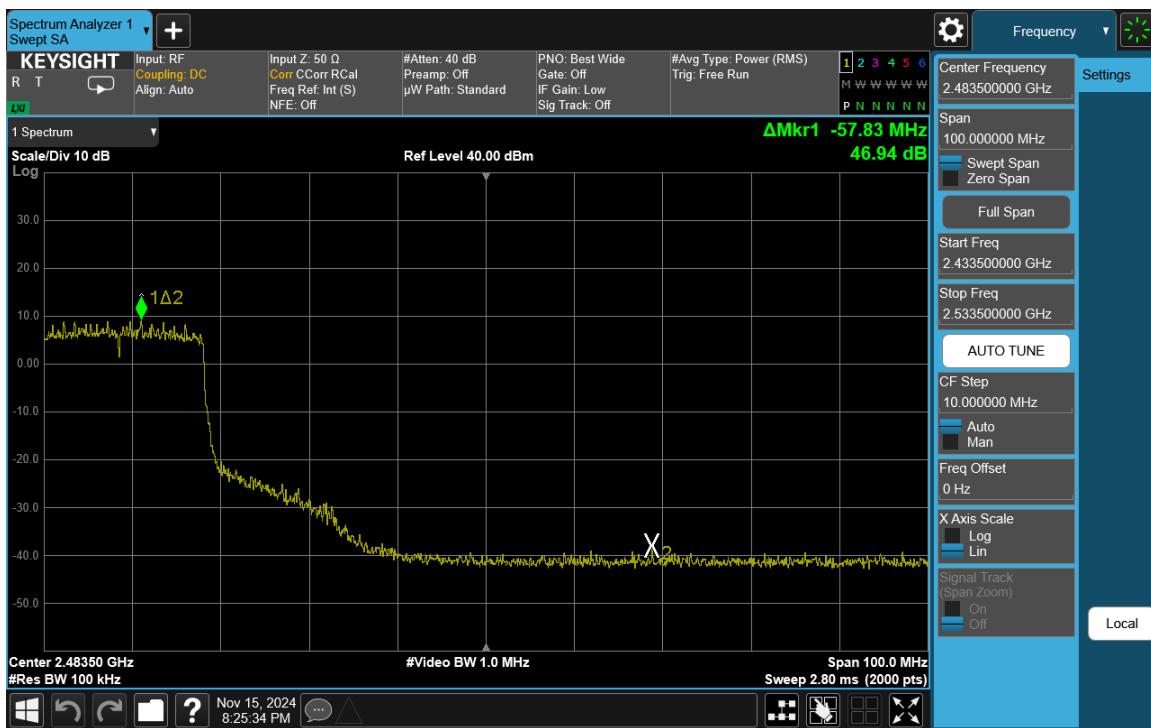 Spectrum Analyzer 1
Swept SA
Frequency
KEYSIGHT
R T
LXI
Input: RF
Coupling: DC
Align: Auto
Input Z: 50 Ω
Corr CCorr RCal
Freq Ref: Int (S)
NFE: Off
#Atten: 40 dB
Preamp: Off
µW Path: Standard
PNO: Best Wide
Gate: Off
IF Gain: Low
Sig Track: Off
#Avg Type: Power (RMS)
Trig: Free Run
1 2 3 4 5 6
M W W W W W
P N N N N N
1 Spectrum
ΔMkr1 -57.83 MHz
46.94 dB
Scale/Div 10 dB
Ref Level 40.00 dBm
Log
30.0
20.0
1Δ2
10.0
0.00
-10.0
-20.0
-30.0
X2
-40.0
-50.0
Center 2.48350 GHz
#Video BW 1.0 MHz
Span 100.0 MHz
#Res BW 100 kHz
Sweep 2.80 ms (2000 pts)
Nov 15, 2024
8:25:34 PM
?
Center Frequency
2.483500000 GHz
Settings
Span
100.000000 MHz
Swept Span
Zero Span
Full Span
Start Freq
2.433500000 GHz
Stop Freq
2.533500000 GHz
AUTO TUNE
CF Step
10.000000 MHz
Auto
Man
Freq Offset
0 Hz
X Axis Scale
Log
Lin
Signal Track
(Span Zoom)
On
Off
Local